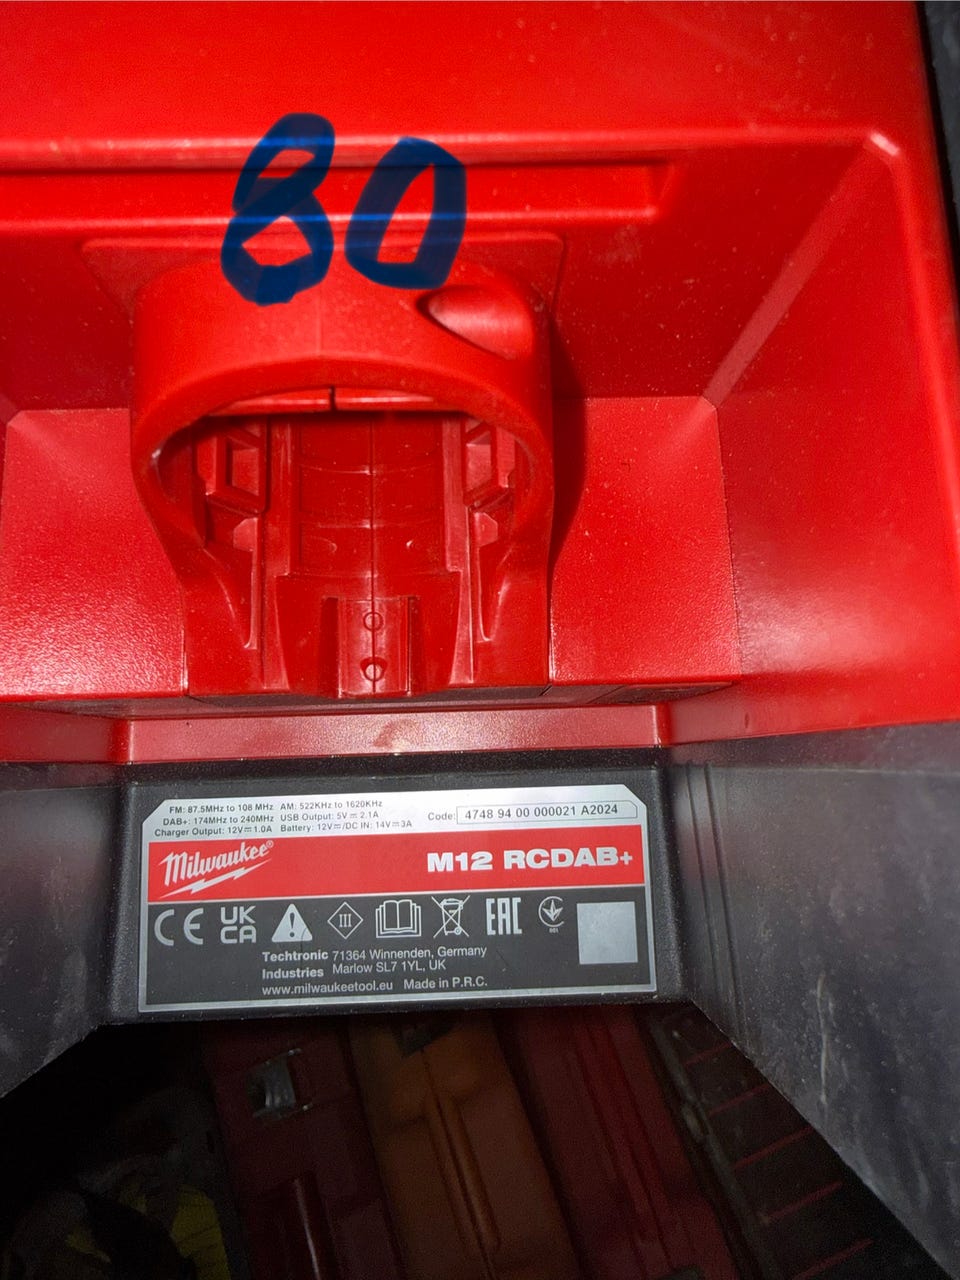 80
FM: 87.5MHz to 108 MHz AM: 522KHz to 1620KHz
DAB+: 174MHz to 240MHz USB Output: 5V⎓ 2.1A
Charger Output: 12V⎓1.0A Battery: 12V⎓/DC IN: 14V⎓3A
Code: 4748 94 00 000021 A2024
Milwaukee®
M12 RCDAB+
CE UK CA III EAC 001
Techtronic 71364 Winnenden, Germany
Industries Marlow SL7 1YL, UK
www.milwaukeetool.eu Made in P.R.C.